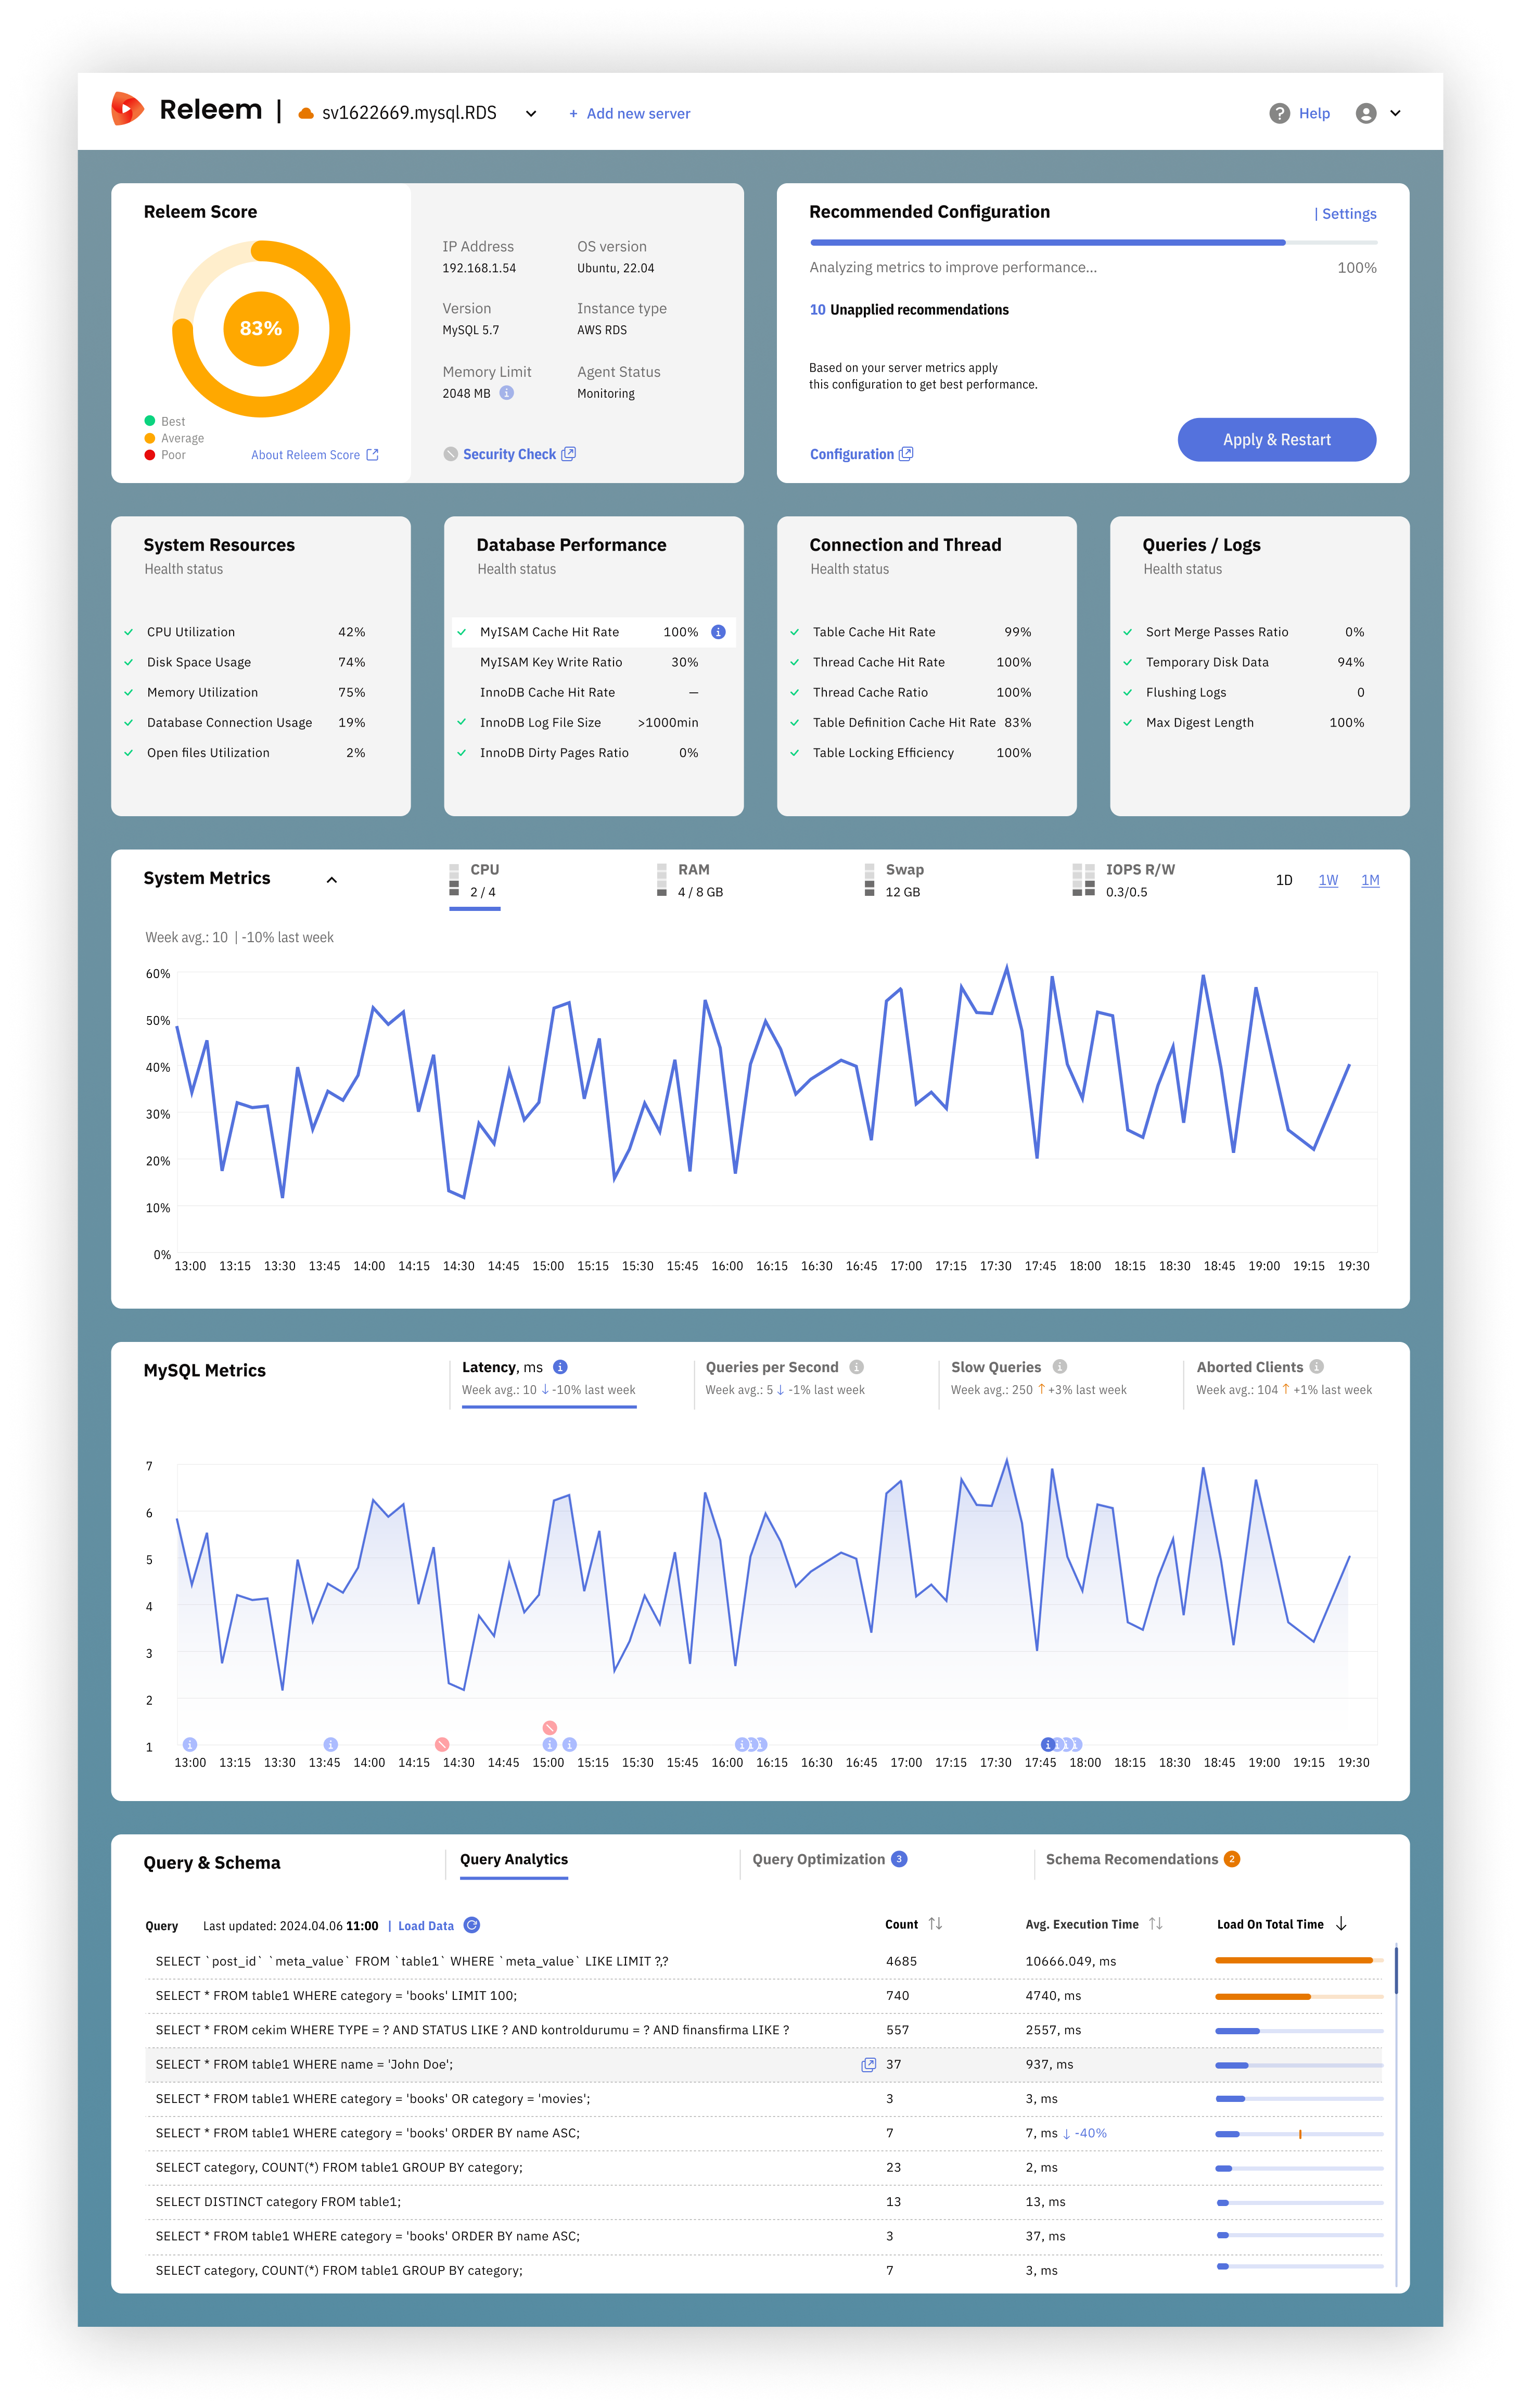 Releem | sv1622669.mysql.RDS + Add new server ? Help
Releem Score
83%
Best
Average
Poor
About Releem Score
IP Address OS version
192.168.1.54 Ubuntu, 22.04
Version Instance type
MySQL 5.7 AWS RDS
Memory Limit Agent Status
2048 MB i Monitoring
Security Check
Recommended Configuration | Settings
Analyzing metrics to improve performance... 100%
10 Unapplied recommendations
Based on your server metrics apply
this configuration to get best performance.
Configuration Apply & Restart
System Resources
Health status
CPU Utilization 42%
Disk Space Usage 74%
Memory Utilization 75%
Database Connection Usage 19%
Open files Utilization 2%
Database Performance
Health status
MyISAM Cache Hit Rate 100% i
MyISAM Key Write Ratio 30%
InnoDB Cache Hit Rate —
InnoDB Log File Size >1000min
InnoDB Dirty Pages Ratio 0%
Connection and Thread
Health status
Table Cache Hit Rate 99%
Thread Cache Hit Rate 100%
Thread Cache Ratio 100%
Table Definition Cache Hit Rate 83%
Table Locking Efficiency 100%
Queries / Logs
Health status
Sort Merge Passes Ratio 0%
Temporary Disk Data 94%
Flushing Logs 0
Max Digest Length 100%
System Metrics CPU RAM Swap IOPS R/W 1D 1W 1M
2 / 4 4 / 8 GB 12 GB 0.3/0.5
Week avg.: 10 | -10% last week
60%
50%
40%
30%
20%
10%
0%
13:00 13:15 13:30 13:45 14:00 14:15 14:30 14:45 15:00 15:15 15:30 15:45 16:00 16:15 16:30 16:45 17:00 17:15 17:30 17:45 18:00 18:15 18:30 18:45 19:00 19:15 19:30
MySQL Metrics Latency, ms i Queries per Second i Slow Queries i Aborted Clients i
Week avg.: 10 ↓ -10% last week Week avg.: 5 ↓ -1% last week Week avg.: 250 ↑ +3% last week Week avg.: 104 ↑ +1% last week
7
6
5
4
3
2
1
i i i i i i i i i i i
13:00 13:15 13:30 13:45 14:00 14:15 14:30 14:45 15:00 15:15 15:30 15:45 16:00 16:15 16:30 16:45 17:00 17:15 17:30 17:45 18:00 18:15 18:30 18:45 19:00 19:15 19:30
Query & Schema Query Analytics Query Optimization 3 Schema Recomendations 2
Query Last updated: 2024.04.06 11:00 | Load Data Count ↑↓ Avg. Execution Time ↑↓ Load On Total Time ↓
SELECT `post_id` `meta_value` FROM `table1` WHERE `meta_value` LIKE LIMIT ?,? 4685 10666.049, ms
SELECT * FROM table1 WHERE category = 'books' LIMIT 100; 740 4740, ms
SELECT * FROM cekim WHERE TYPE = ? AND STATUS LIKE ? AND kontroldurumu = ? AND finansfirma LIKE ? 557 2557, ms
SELECT * FROM table1 WHERE name = 'John Doe'; 37 937, ms
SELECT * FROM table1 WHERE category = 'books' OR category = 'movies'; 3 3, ms
SELECT * FROM table1 WHERE category = 'books' ORDER BY name ASC; 7 7, ms ↓ -40%
SELECT category, COUNT(*) FROM table1 GROUP BY category; 23 2, ms
SELECT DISTINCT category FROM table1; 13 13, ms
SELECT * FROM table1 WHERE category = 'books' ORDER BY name ASC; 3 37, ms
SELECT category, COUNT(*) FROM table1 GROUP BY category; 7 3, ms